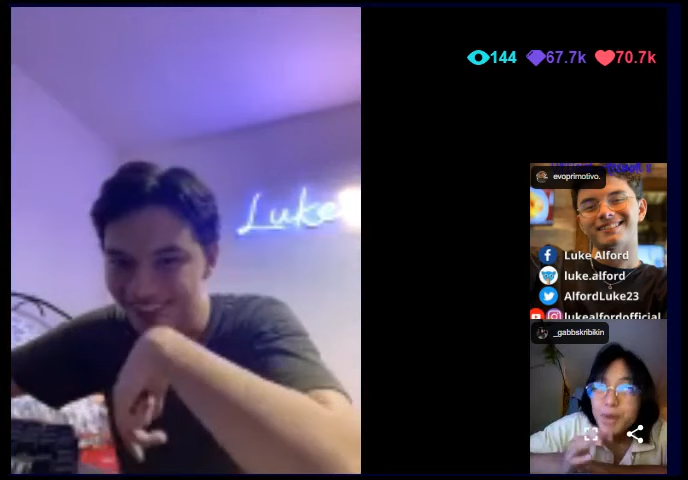 144 67.7k 70.7k
Luke
evoprimotivo.
Luke Alford
luke.alford
AlfordLuke23
lukealfordofficial
_gabbskribikin